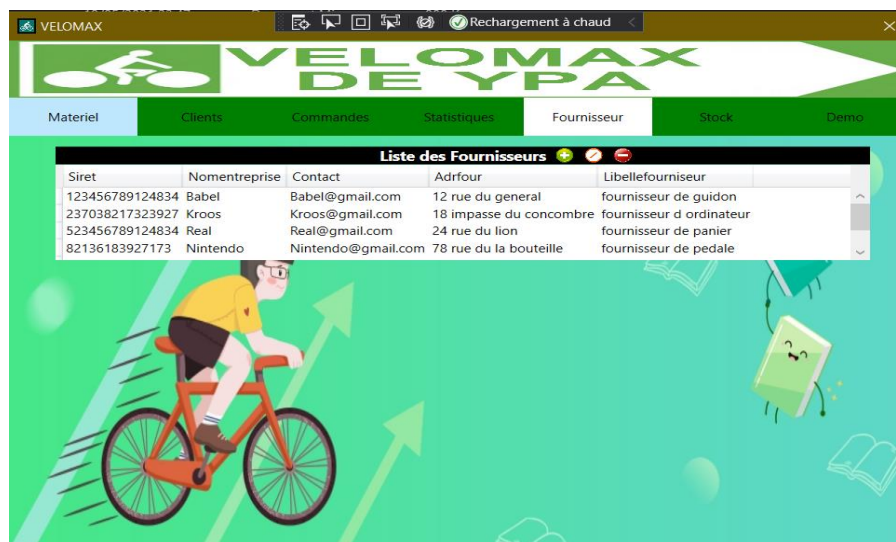 VELOMAX
Rechargement à chaud
VELOMAX
DE YPA
Materiel Clients Commandes Statistiques Fournisseur Stock Demo
Liste des Fournisseurs
Siret Nomentreprise Contact Adrfour Libellefourniseur
123456789124834 Babel Babel@gmail.com 12 rue du general fournisseur de guidon
237038217323927 Kroos Kroos@gmail.com 18 impasse du concombre fournisseur d ordinateur
523456789124834 Real Real@gmail.com 24 rue du lion fournisseur de panier
82136183927173 Nintendo Nintendo@gmail.com 78 rue du la bouteille fournisseur de pedale